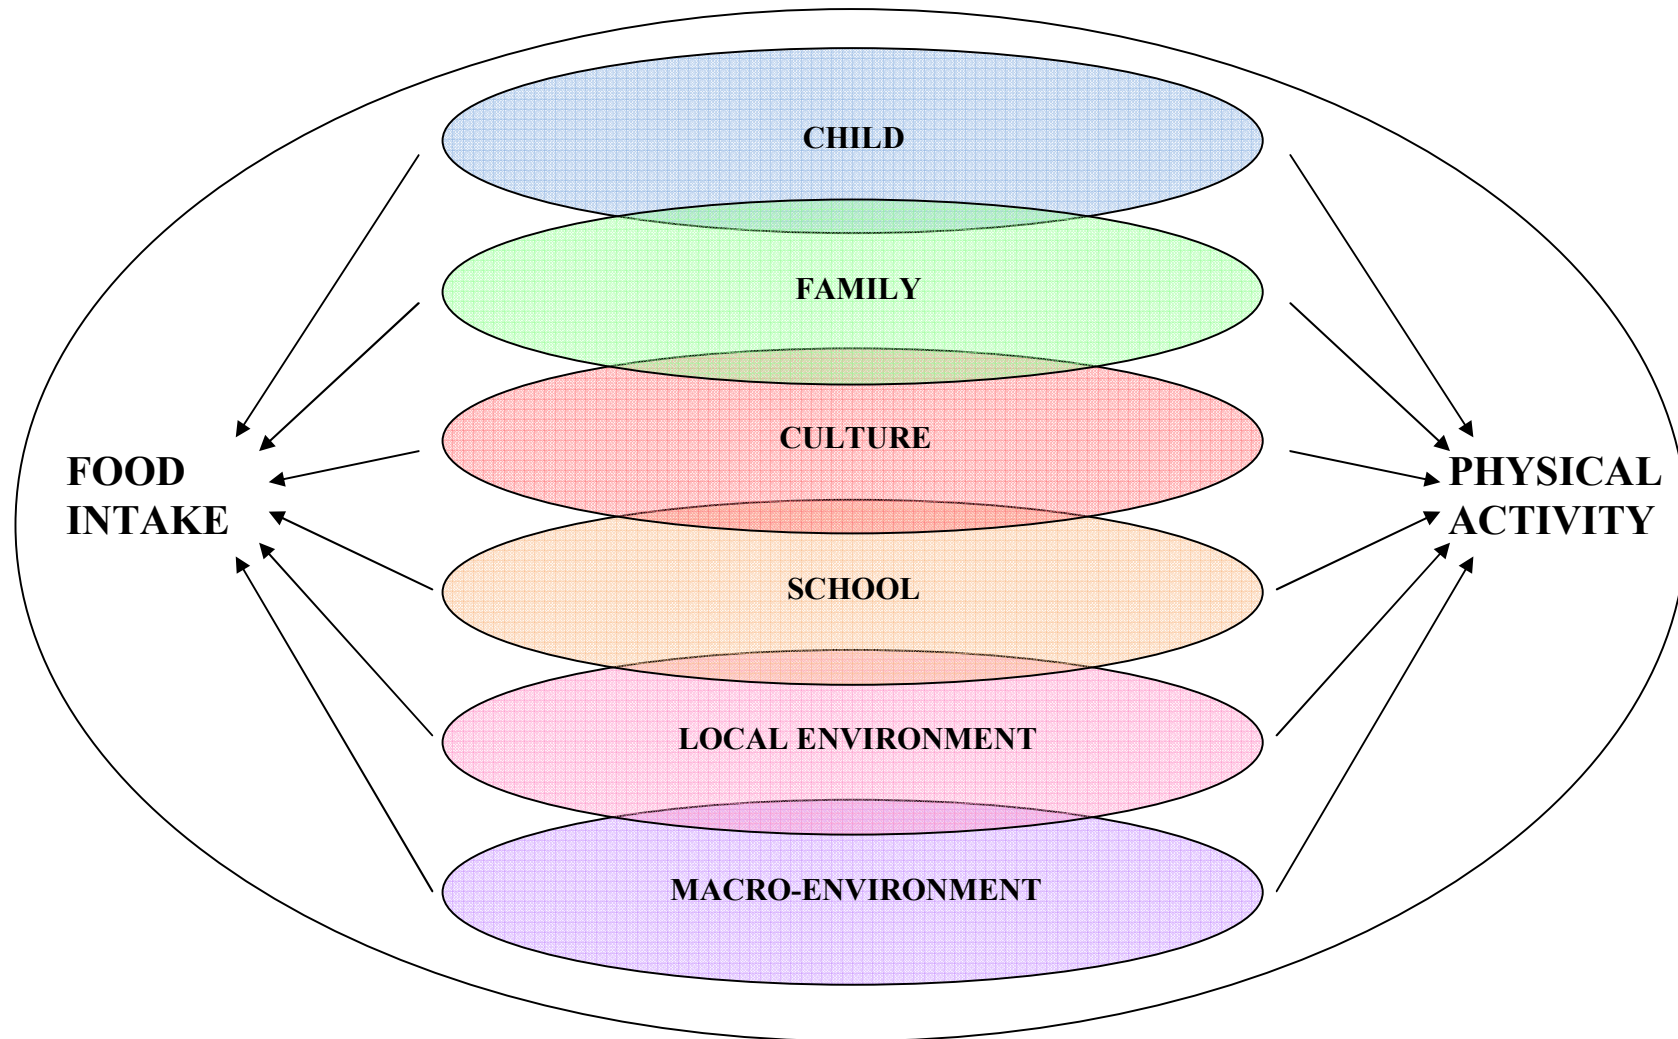 CHILD
FAMILY
CULTURE
FOOD
INTAKE
PHYSICAL
ACTIVITY
SCHOOL
LOCAL ENVIRONMENT
MACRO-ENVIRONMENT